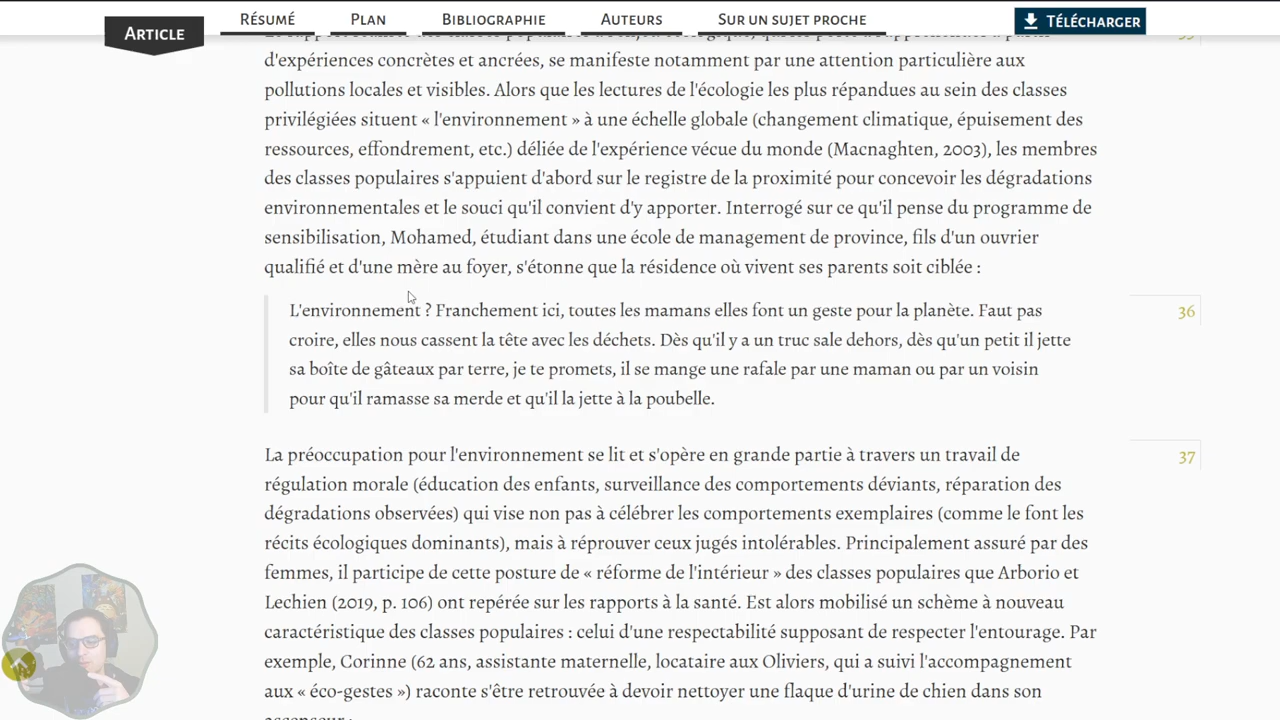 ARTICLE
RÉSUMÉ
PLAN
BIBLIOGRAPHIE
AUTEURS
SUR UN SUJET PROCHE
TÉLÉCHARGER
d'expériences concrètes et ancrées, se manifeste notamment par une attention particulière aux
pollutions locales et visibles. Alors que les lectures de l'écologie les plus répandues au sein des classes
privilégiées situent « l'environnement » à une échelle globale (changement climatique, épuisement des
ressources, effondrement, etc.) déliée de l'expérience vécue du monde (Macnaghten, 2003), les membres
des classes populaires s'appuient d'abord sur le registre de la proximité pour concevoir les dégradations
environnementales et le souci qu'il convient d'y apporter. Interrogé sur ce qu'il pense du programme de
sensibilisation, Mohamed, étudiant dans une école de management de province, fils d'un ouvrier
qualifié et d'une mère au foyer, s'étonne que la résidence où vivent ses parents soit ciblée :
L'environnement ? Franchement ici, toutes les mamans elles font un geste pour la planète. Faut pas
36
croire, elles nous cassent la tête avec les déchets. Dès qu'il y a un truc sale dehors, dès qu'un petit il jette
sa boîte de gâteaux par terre, je te promets, il se mange une rafale par une maman ou par un voisin
pour qu'il ramasse sa merde et qu'il la jette à la poubelle.
La préoccupation pour l'environnement se lit et s'opère en grande partie à travers un travail de
37
régulation morale (éducation des enfants, surveillance des comportements déviants, réparation des
dégradations observées) qui vise non pas à célébrer les comportements exemplaires (comme le font les
récits écologiques dominants), mais à réprouver ceux jugés intolérables. Principalement assuré par des
femmes, il participe de cette posture de « réforme de l'intérieur » des classes populaires que Arborio et
Lechien (2019, p. 106) ont repérée sur les rapports à la santé. Est alors mobilisé un schème à nouveau
caractéristique des classes populaires : celui d'une respectabilité supposant de respecter l'entourage. Par
exemple, Corinne (62 ans, assistante maternelle, locataire aux Oliviers, qui a suivi l'accompagnement
aux « éco-gestes ») raconte s'être retrouvée à devoir nettoyer une flaque d'urine de chien dans son